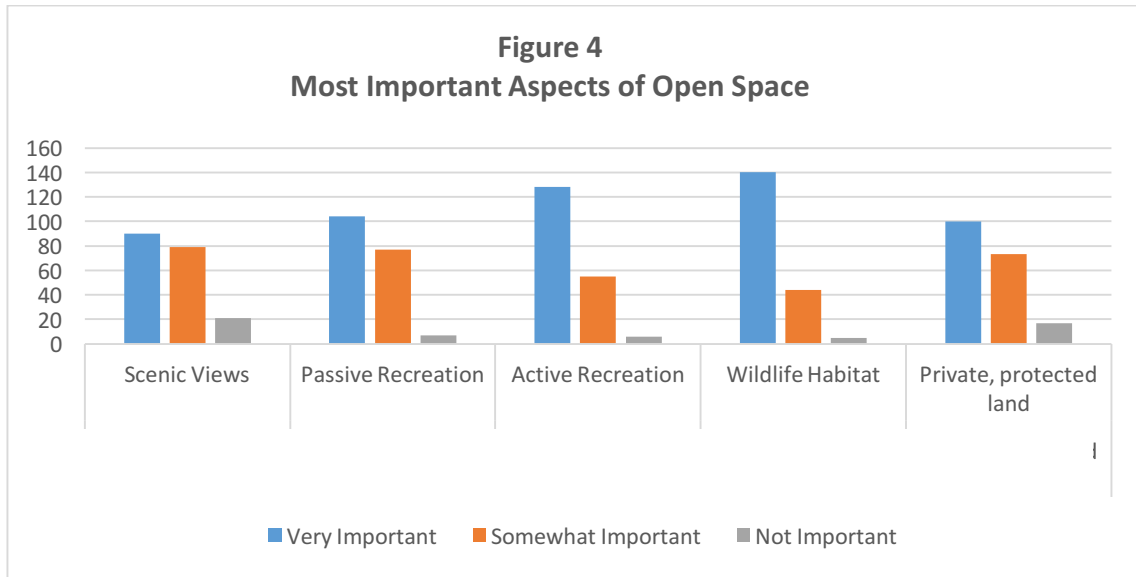 Figure 4
Most Important Aspects of Open Space
160
140
120
100
80
60
40
20
0
Scenic Views
Passive Recreation
Active Recreation
Wildlife Habitat
Private, protected
land
Very Important
Somewhat Important
Not Important